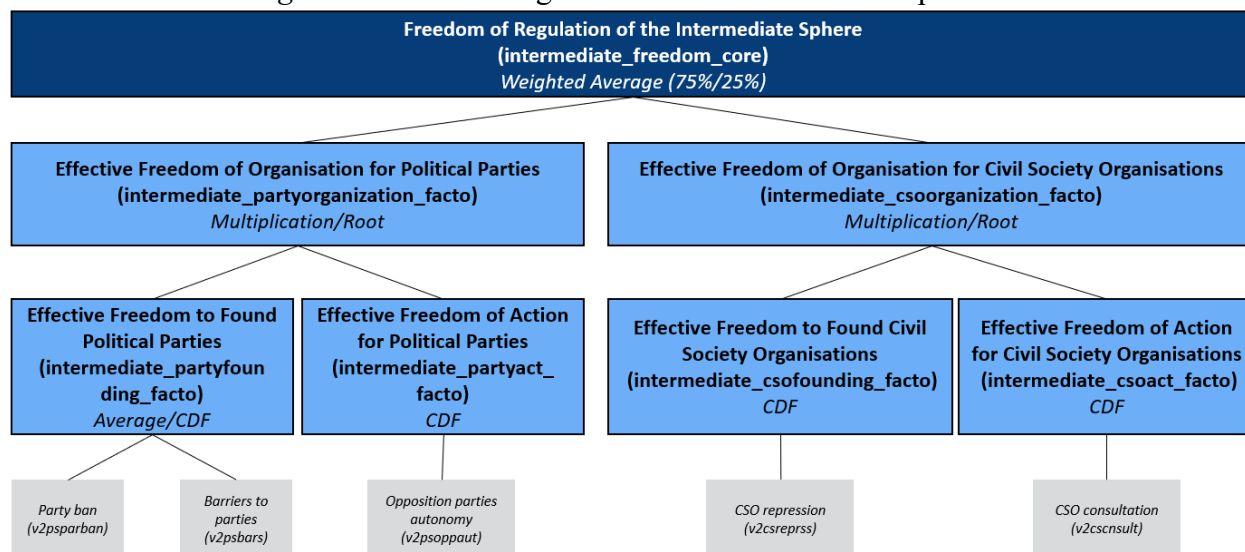 Freedom of Regulation of the Intermediate Sphere
(intermediate_freedom_core)
Weighted Average (75%/25%)
Effective Freedom of Organisation for Political Parties
(intermediate_partyorganization_facto)
Multiplication/Root
Effective Freedom of Organisation for Civil Society Organisations
(intermediate_csoorganization_facto)
Multiplication/Root
Effective Freedom to Found
Political Parties
(intermediate_partyfoun
ding_facto)
Average/CDF
Effective Freedom of Action
for Political Parties
(intermediate_partyact_
facto)
CDF
Effective Freedom to Found Civil
Society Organisations
(intermediate_csofounding_facto)
CDF
Effective Freedom of Action
for Civil Society Organisations
(intermediate_csoact_facto)
CDF
Party ban
(v2psparban)
Barriers to
parties
(v2psbars)
Opposition parties
autonomy
(v2psoppaut)
CSO repression
(v2csreprss)
CSO consultation
(v2cscnsult)